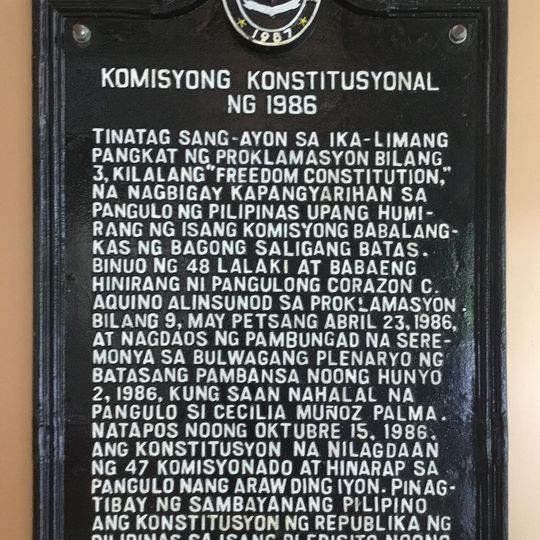 1987
KOMISYONG KONSTITUSYONAL
NG 1986
TINATAG SANG-AYON SA IKA-LIMANG
PANGKAT NG PROKLAMASYON BILANG
3, KILALANG "FREEDOM CONSTITUTION,"
NA NAGBIGAY KAPANGYARIHAN SA
PANGULO NG PILIPINAS UPANG HUMI-
RANG NG ISANG KOMISYONG BABALANG-
KAS NG BAGONG SALIGANG BATAS.
BINUO NG 48 LALAKI AT BABAENG
HINIRANG NI PANGULONG CORAZON C.
AQUINO ALINSUNOD SA PROKLAMASYON
BILANG 9, MAY PETSANG ABRIL 23, 1986,
AT NAGDAOS NG PAMBUNGAD NA SERE-
MONYA SA BULWAGANG PLENARYO NG
BATASANG PAMBANSA NOONG HUNYO
2, 1986, KUNG SAAN NAHALAL NA
PANGULO SI CECILIA MUÑOZ PALMA.
NATAPOS NOONG OKTUBRE 15, 1986.
ANG KONSTITUSYON NA NILAGDAAN
NG 47 KOMISYONADO AT HINARAP SA
PANGULO NANG ARAW DING IYON. PINAG-
TIBAY NG SAMBAYANANG PILIPINO
ANG KONSTITUSYON NG REPUBLIKA NG
PILIPINAS SA ISANG PLEBISITO NOONG